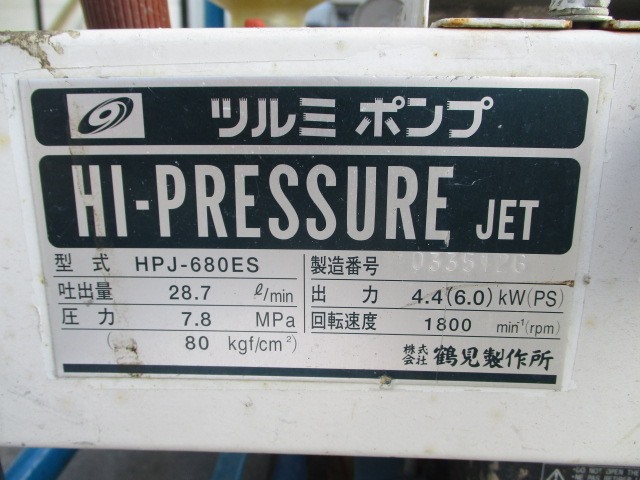 ツルミ ポンプ
HI-PRESSURE JET
型式 HPJ-680ES
製造番号
吐出量 28.7 ℓ/min
出力 4.4(6.0) kW(PS)
圧力 7.8 MPa
回転速度 1800 min⁻¹(rpm)
( 80 kgf/cm²)
株式会社 鶴見製作所